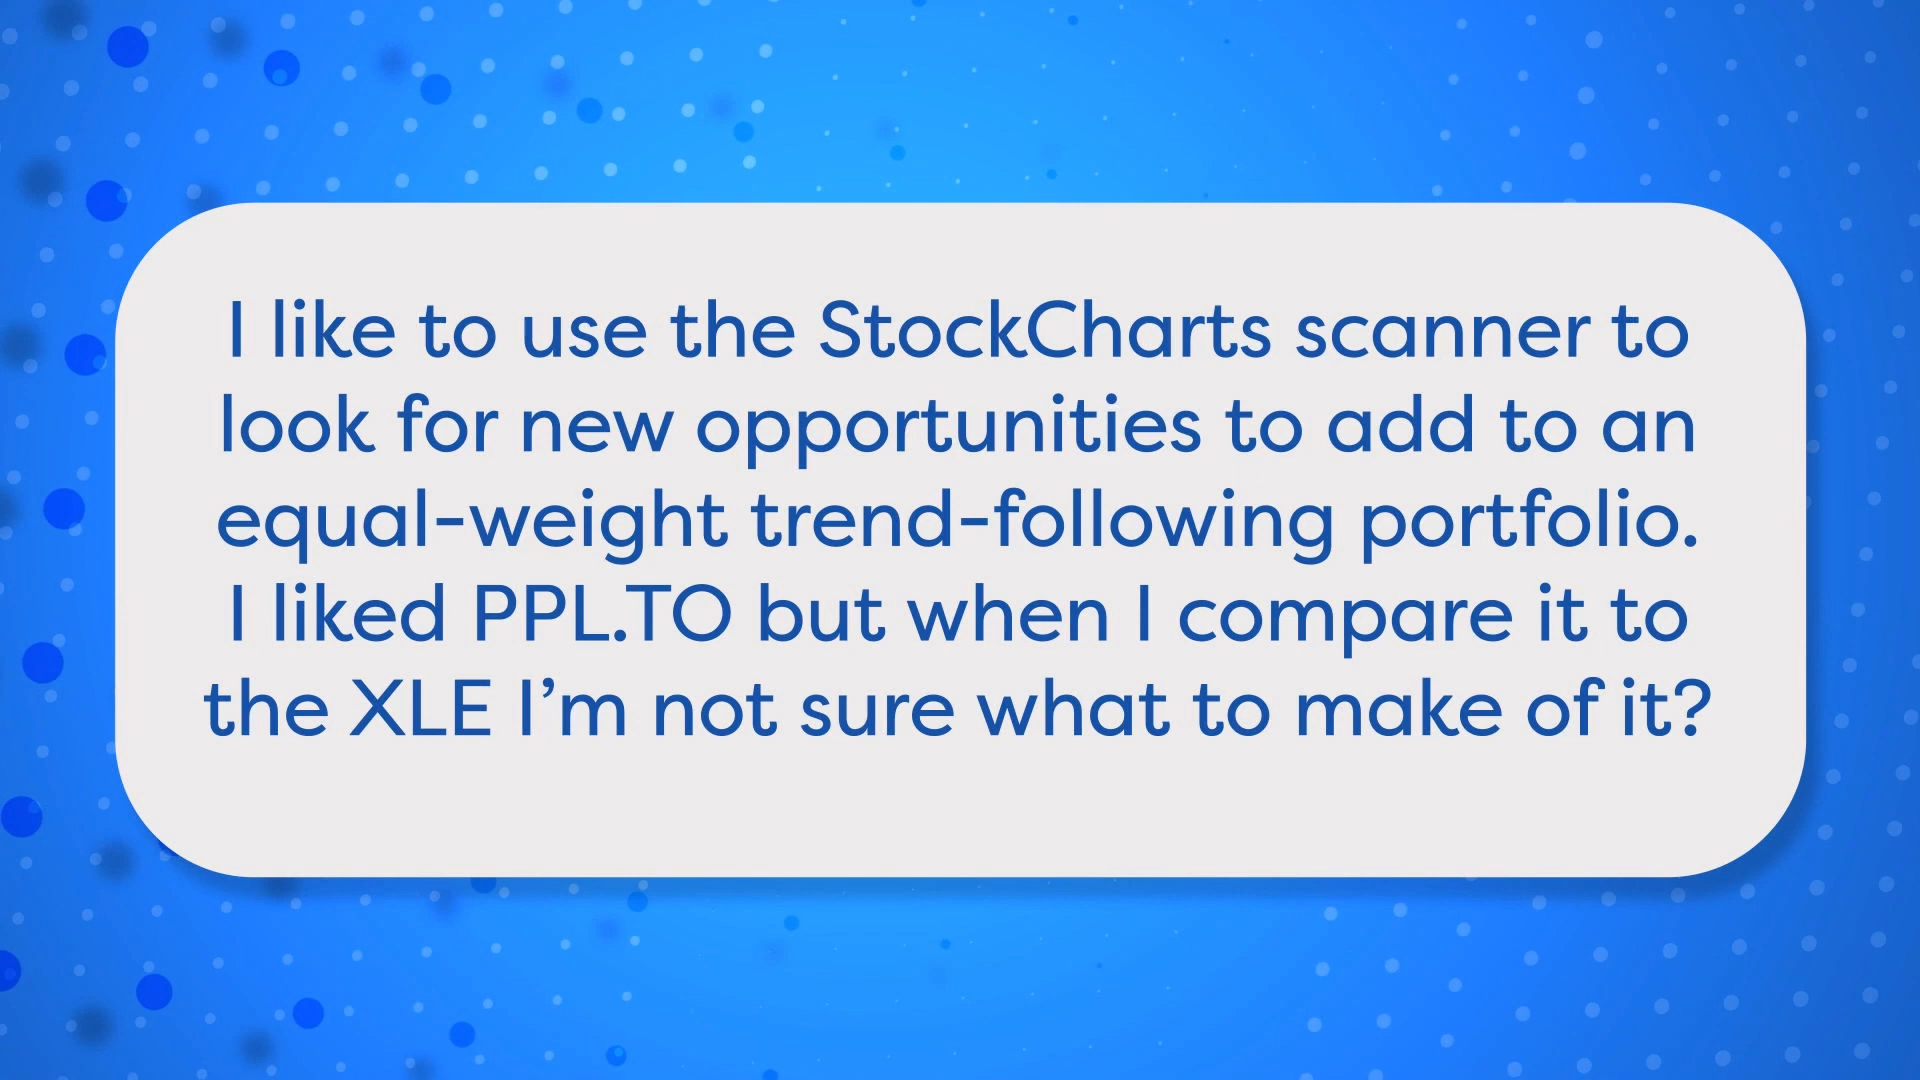 I like to use the StockCharts scanner to
look for new opportunities to add to an
equal-weight trend-following portfolio.
I liked PPL.TO but when I compare it to
the XLE I’m not sure what to make of it?